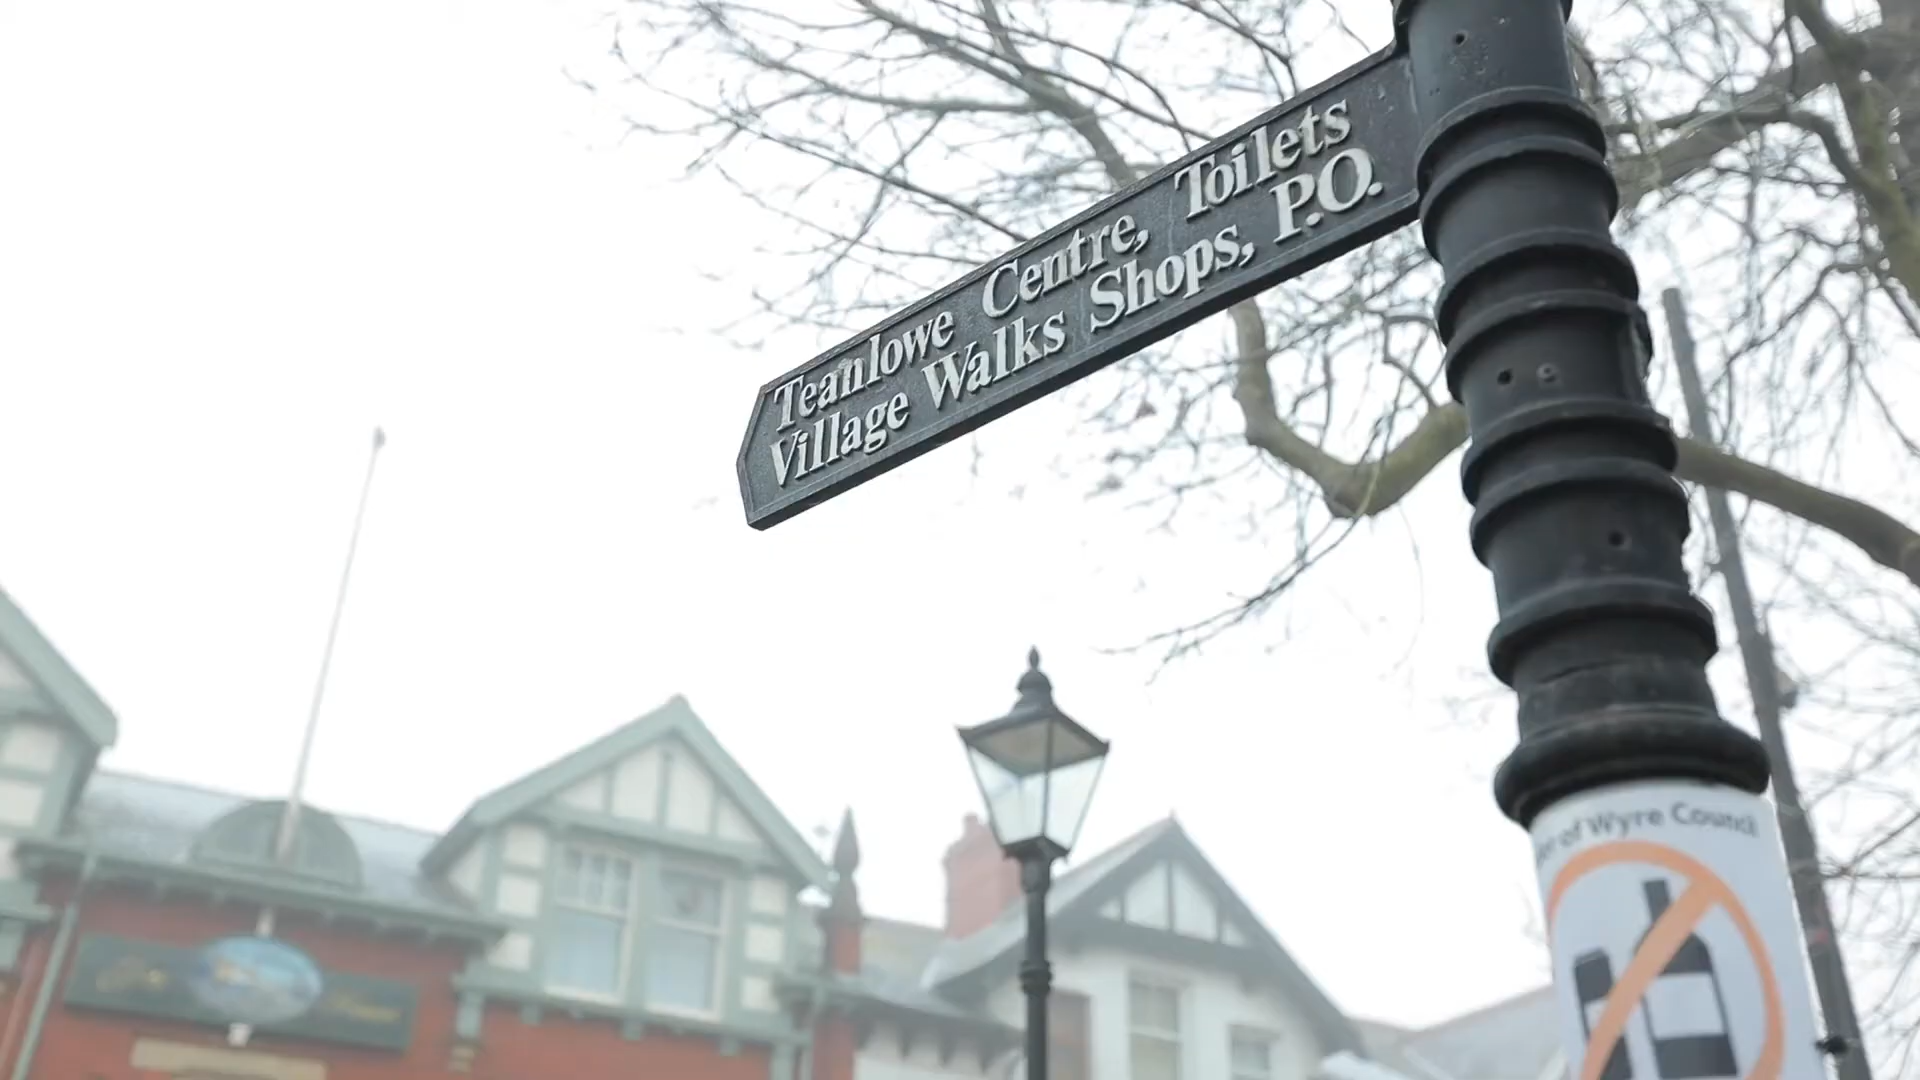 Teanlowe Centre, Toilets
Village Walks Shops, P.O.
of Wyre Council